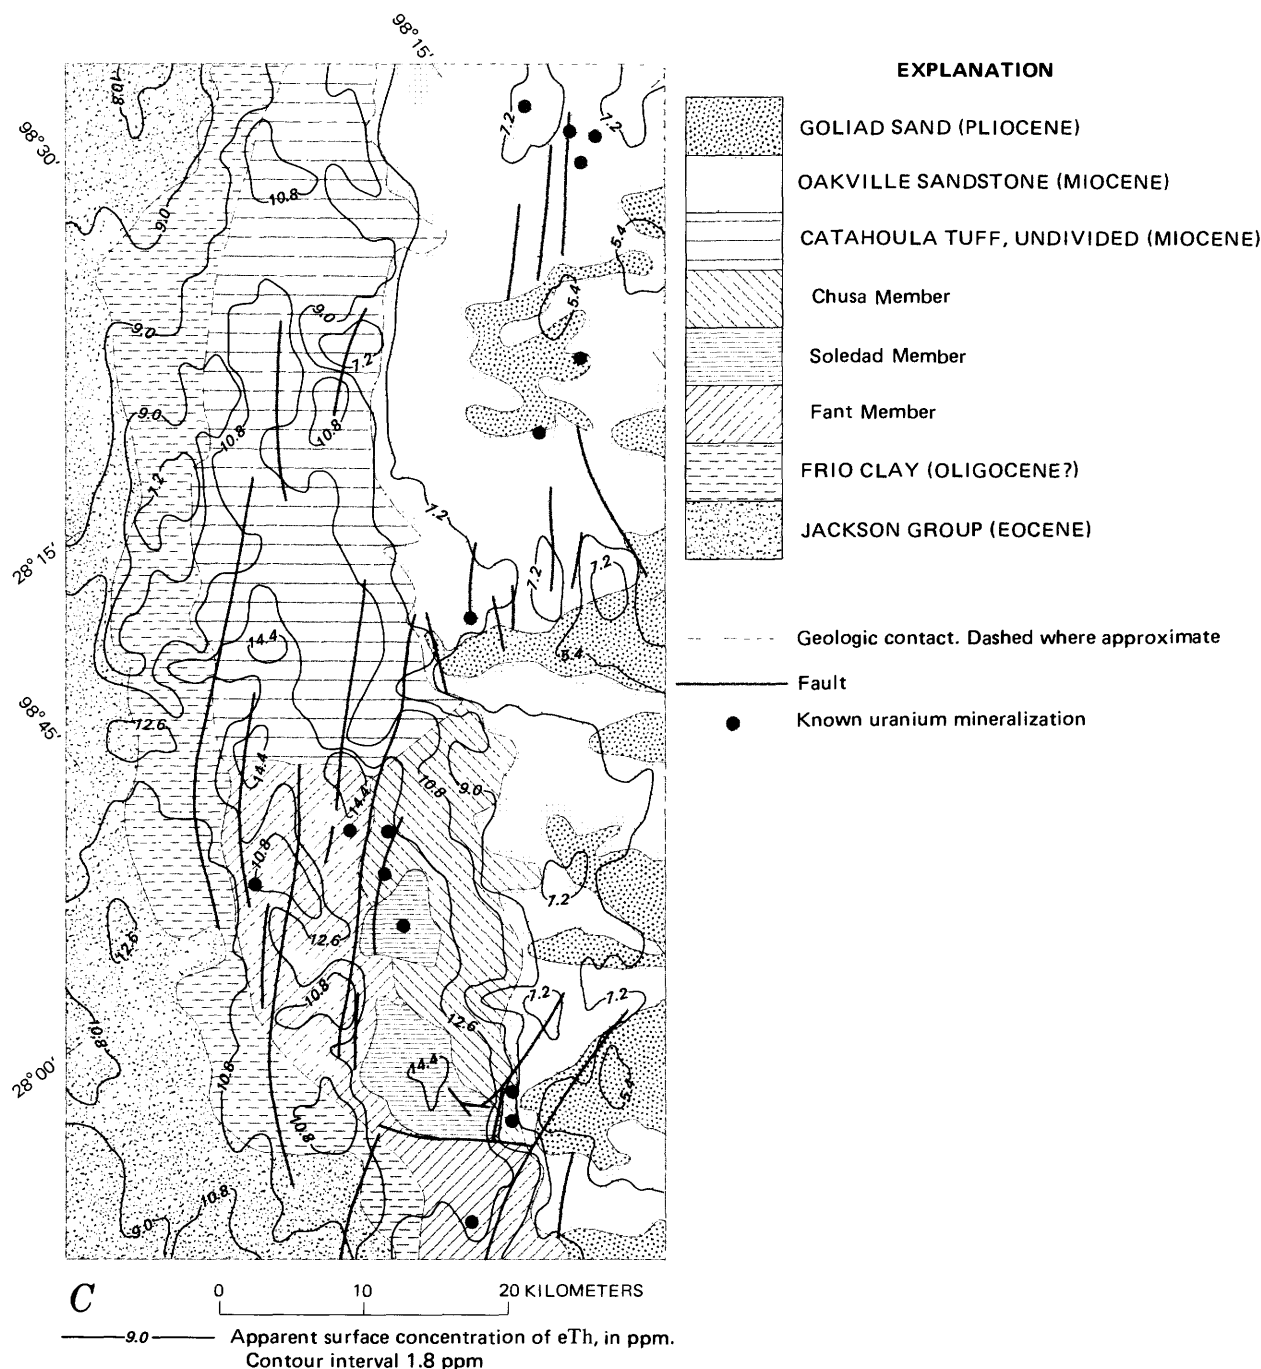 98° 15'
98° 30'
28° 15'
98° 45'
28° 00'
10.8
7.2
7.2
10.8
9.0
5.4
5.4
9.0
9.0
7.2
9.0
10.8
10.8
7.2
7.2
7.2
7.2
14.4
5.4
12.6
14.4
10.8
9.0
14.4
10.8
7.2
12.6
12.6
10.8
7.2
7.2
12.6
10.8
14.4
10.8
5.4
10.8
10.8
9.0
EXPLANATION
GOLIAD SAND (PLIOCENE)
OAKVILLE SANDSTONE (MIOCENE)
CATAHOULA TUFF, UNDIVIDED (MIOCENE)
Chusa Member
Soledad Member
Fant Member
FRIO CLAY (OLIGOCENE?)
JACKSON GROUP (EOCENE)
Geologic contact. Dashed where approximate
Fault
Known uranium mineralization
C
0 10 20 KILOMETERS
9.0 Apparent surface concentration of eTh, in ppm.
Contour interval 1.8 ppm